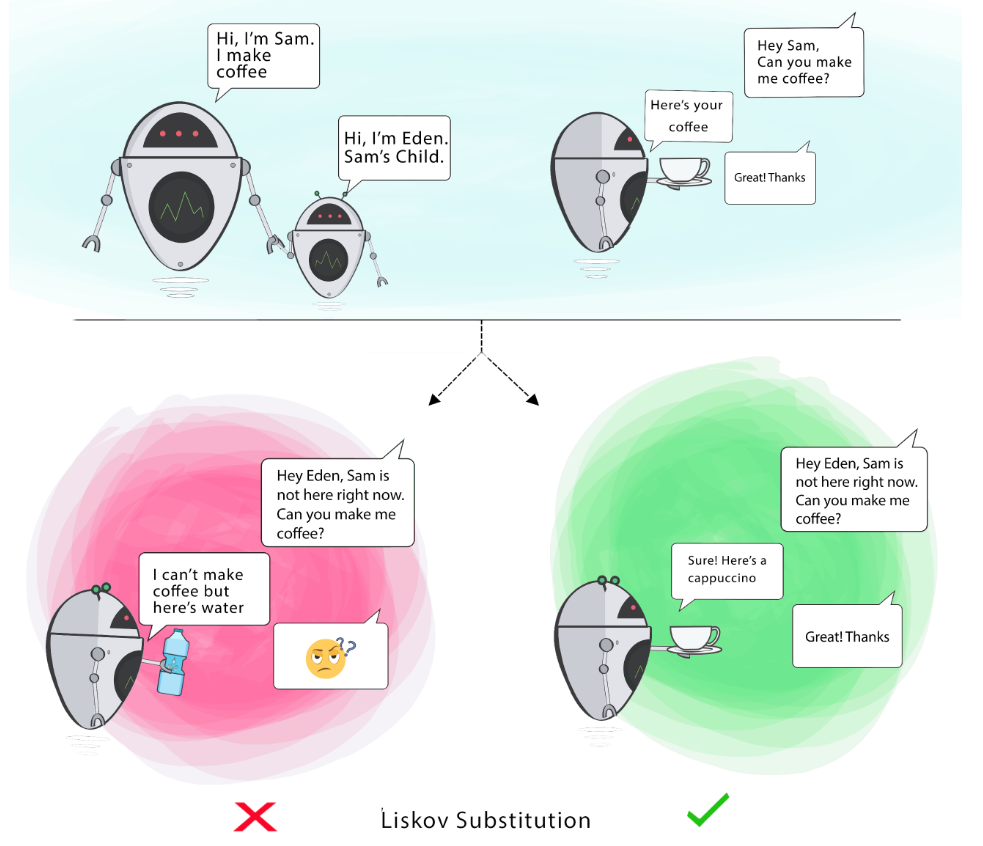 Hi, I'm Sam.
I make
coffee
Hi, I'm Eden.
Sam's Child.
Hey Sam,
Can you make
me coffee?
Here's your
coffee
Great! Thanks
Hey Eden, Sam is
not here right now.
Can you make me
coffee?
I can't make
coffee but
here's water
??
Hey Eden, Sam is
not here right now.
Can you make me
coffee?
Sure! Here's a
cappuccino
Great! Thanks
Liskov Substitution